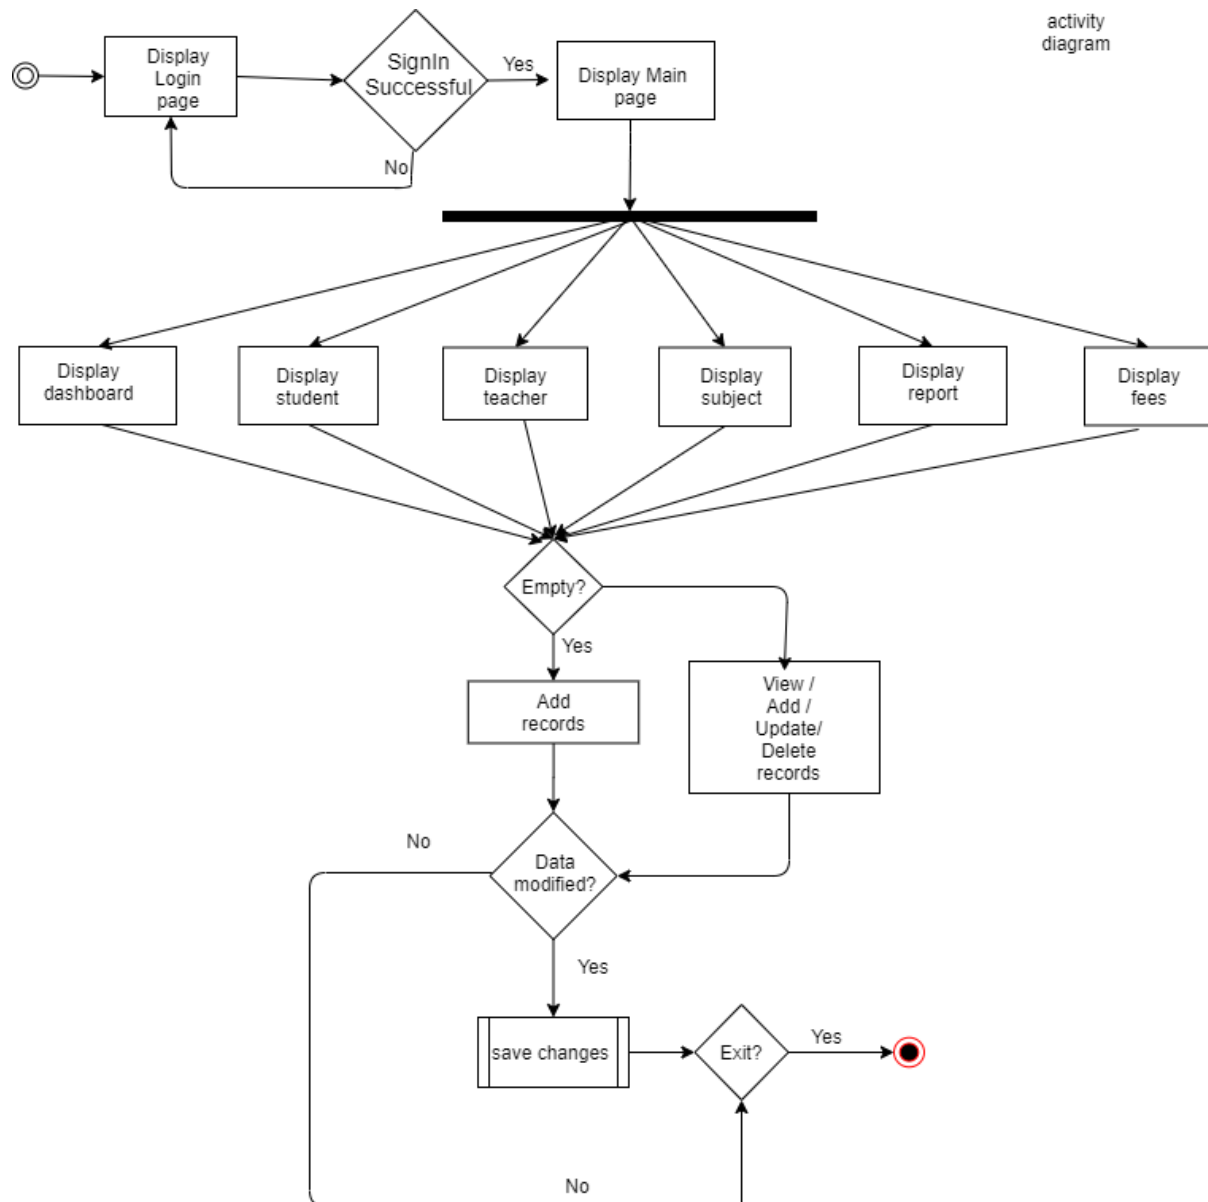 activity
diagram
Display
Login
page
SignIn
Successful
Yes
Display Main
page
No
Display
dashboard
Display
student
Display
teacher
Display
subject
Display
report
Display
fees
Empty?
Yes
Add
records
View /
Add /
Update/
Delete
records
No
Data
modified?
Yes
save changes
Exit?
Yes
No